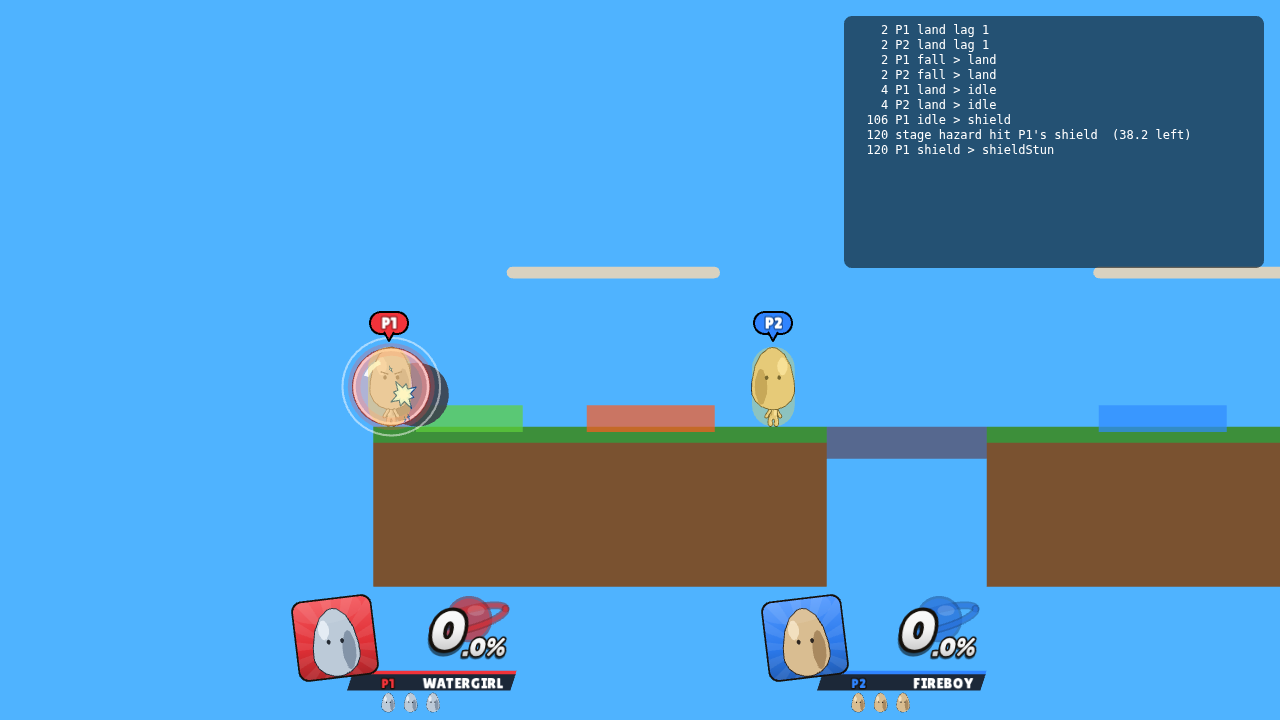 2 P1 land lag 1
2 P2 land lag 1
2 P1 fall > land
2 P2 fall > land
4 P1 land > idle
4 P2 land > idle
106 P1 idle > shield
120 stage hazard hit P1's shield  (38.2 left)
120 P1 shield > shieldStun
P1
P2
0.0%
P1 WATERGIRL
0.0%
P2 FIREBOY